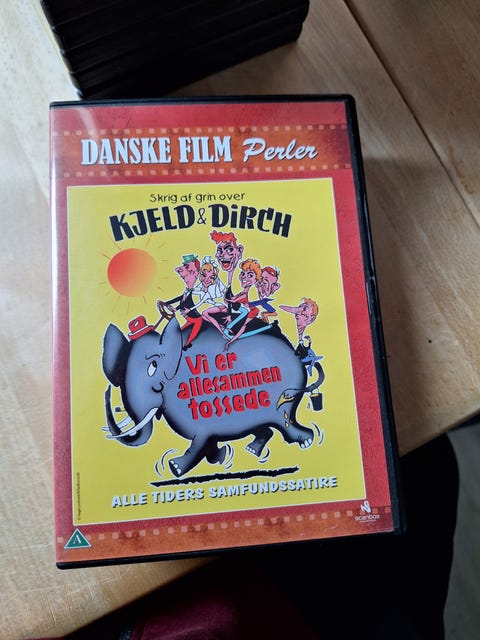 DANSKE FILM Perler
Skrig af grin over
KJELD & DIRCH
Vi er
allesammen
tossede
ALLE TIDERS SAMFUNDSSATIRE
A
scanbox